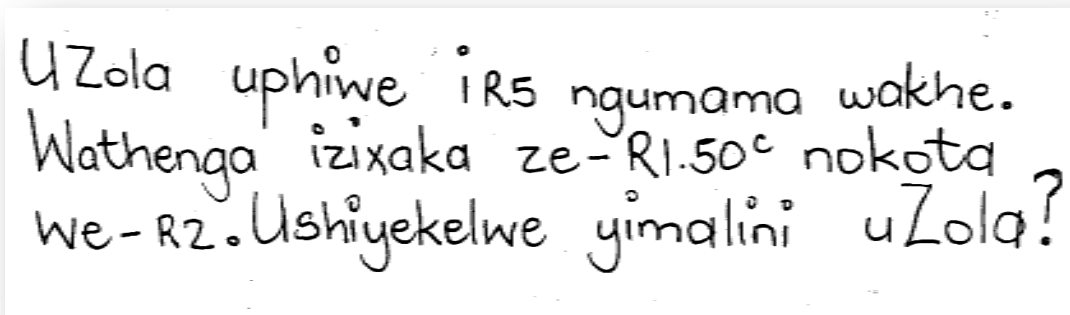 UZola uphiwe iR5 ngumama wakhe.
Wathenga izixaka ze-R1.50c nokota
we-R2. Ushiyekelwe yimalini uZola?